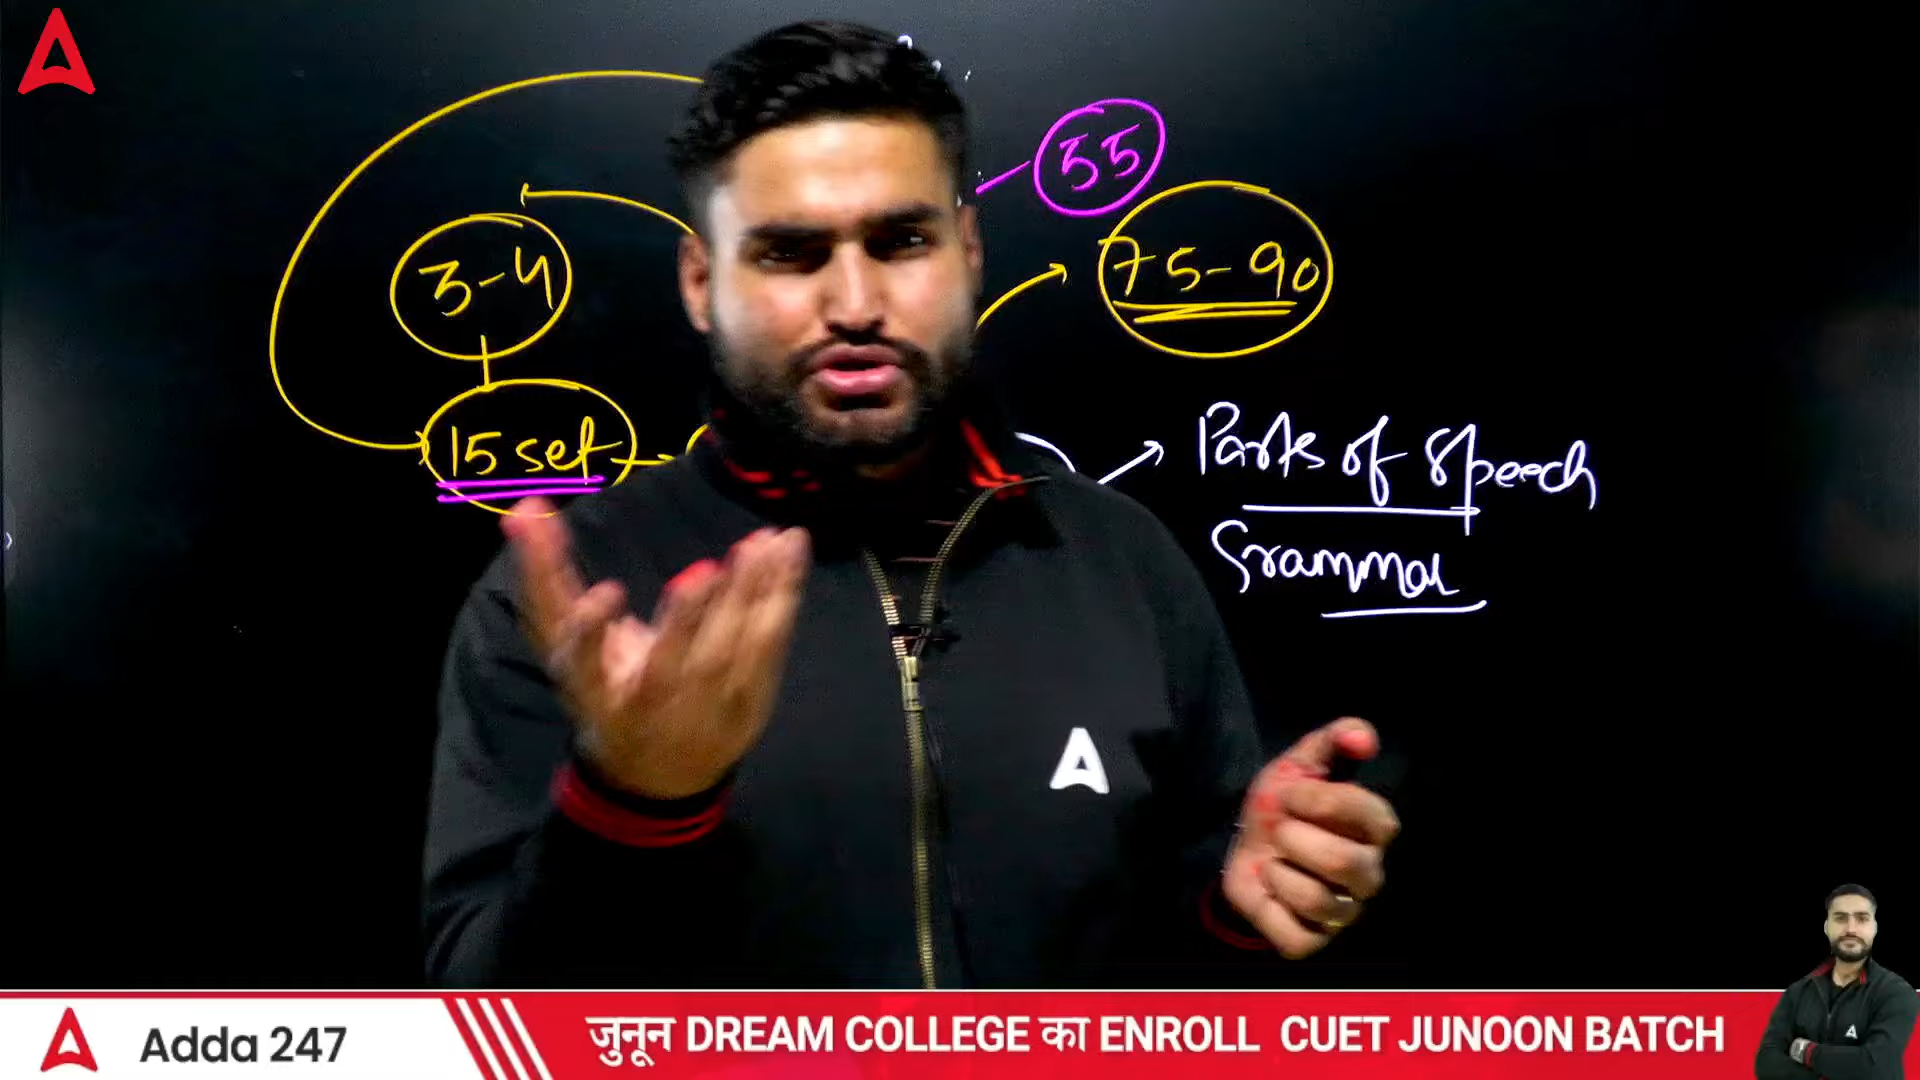 55
3-4
75-90
15 set
Parts of Speech
Grammar
Adda 247
जुनून DREAM COLLEGE का ENROLL CUET JUNOON BATCH